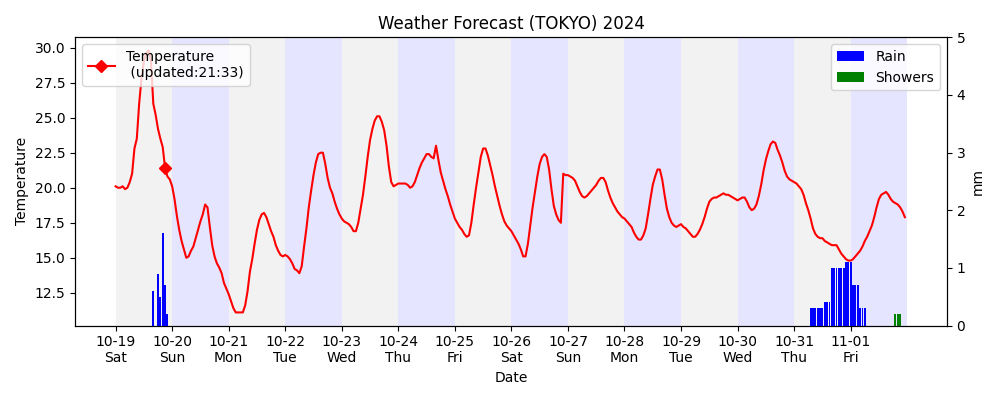 Weather Forecast (TOKYO) 2024
Temperature
(updated:21:33)
Rain
Showers
30.0
27.5
25.0
22.5
20.0
17.5
15.0
12.5
Temperature
5
4
3
2
1
0
mm
10-19 10-20 10-21 10-22 10-23 10-24 10-25 10-26 10-27 10-28 10-29 10-30 10-31 11-01
Sat Sun Mon Tue Wed Thu Fri Sat Sun Mon Tue Wed Thu Fri
Date